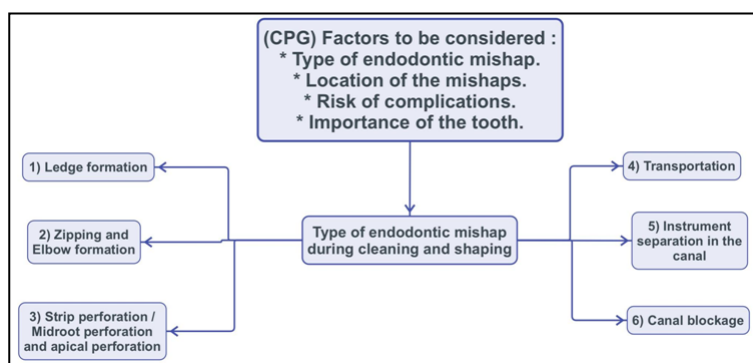 (CPG) Factors to be considered :
* Type of endodontic mishap.
* Location of the mishaps.
* Risk of complications.
* Importance of the tooth.
1) Ledge formation
2) Zipping and
Elbow formation
3) Strip perforation /
Midroot perforation
and apical perforation
Type of endodontic mishap
during cleaning and shaping
4) Transportation
5) Instrument
separation in the
canal
6) Canal blockage